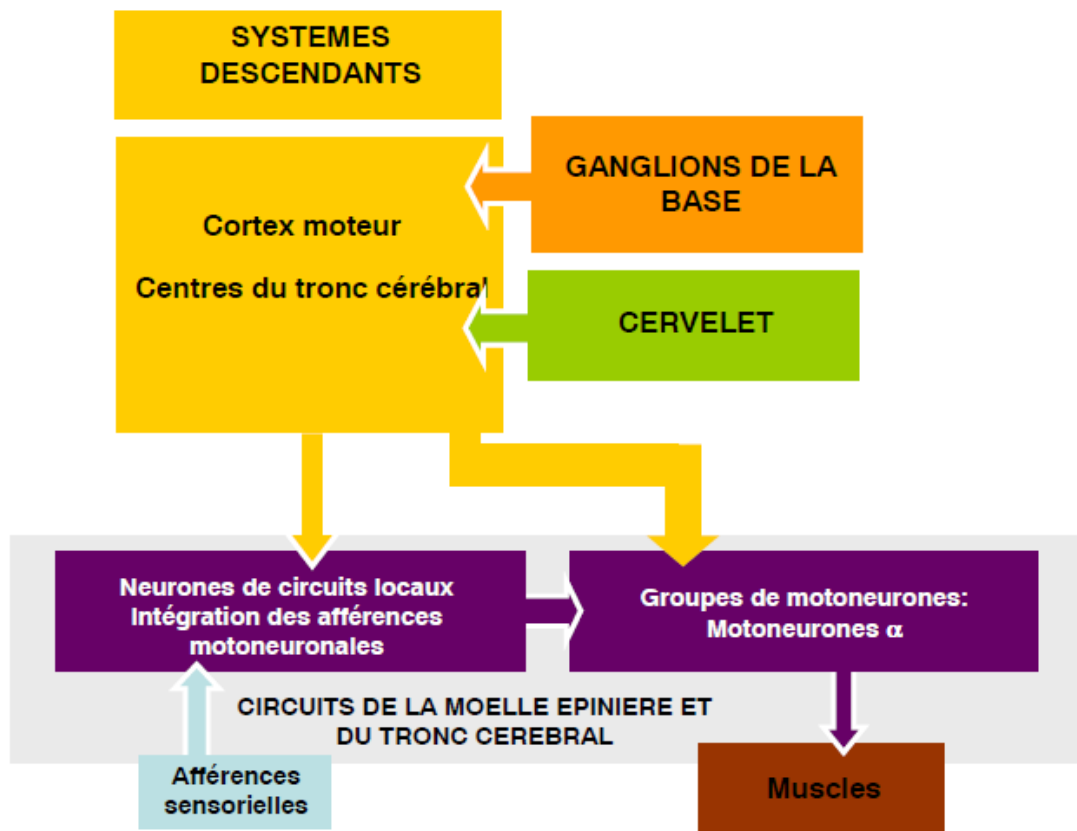 SYSTEMES
DESCENDANTS
GANGLIONS DE LA
BASE
Cortex moteur
Centres du tronc cérébral
CERVELET
Neurones de circuits locaux
Intégration des afférences
motoneuronales
Groupes de motoneurones:
Motoneurones α
CIRCUITS DE LA MOELLE EPINIERE ET
DU TRONC CEREBRAL
Afférences
sensorielles
Muscles